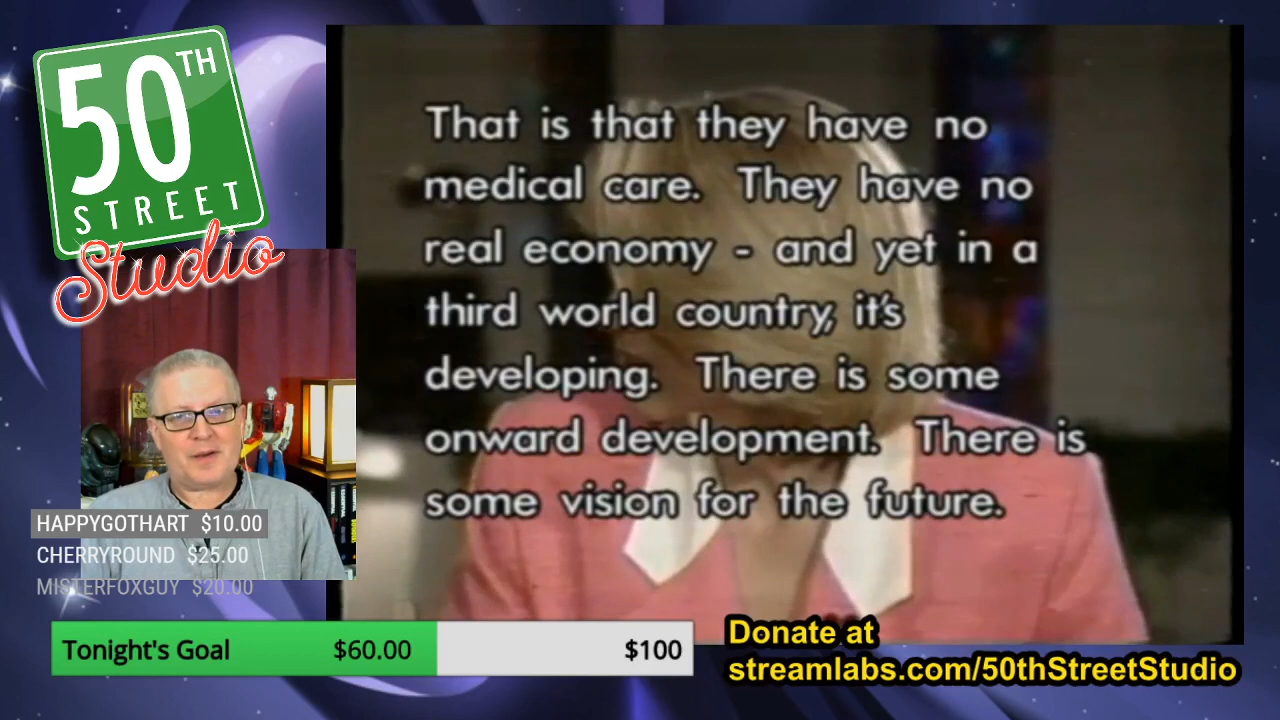 50TH
STREET
Studio
That is that they have no
medical care. They have no
real economy - and yet in a
third world country, it's
developing. There is some
onward development. There is
some vision for the future.
HAPPYGOTHART $10.00
CHERRYROUND $25.00
MISTERFOXGUY $20.00
Tonight's Goal $60.00 $100
Donate at
streamlabs.com/50thStreetStudio